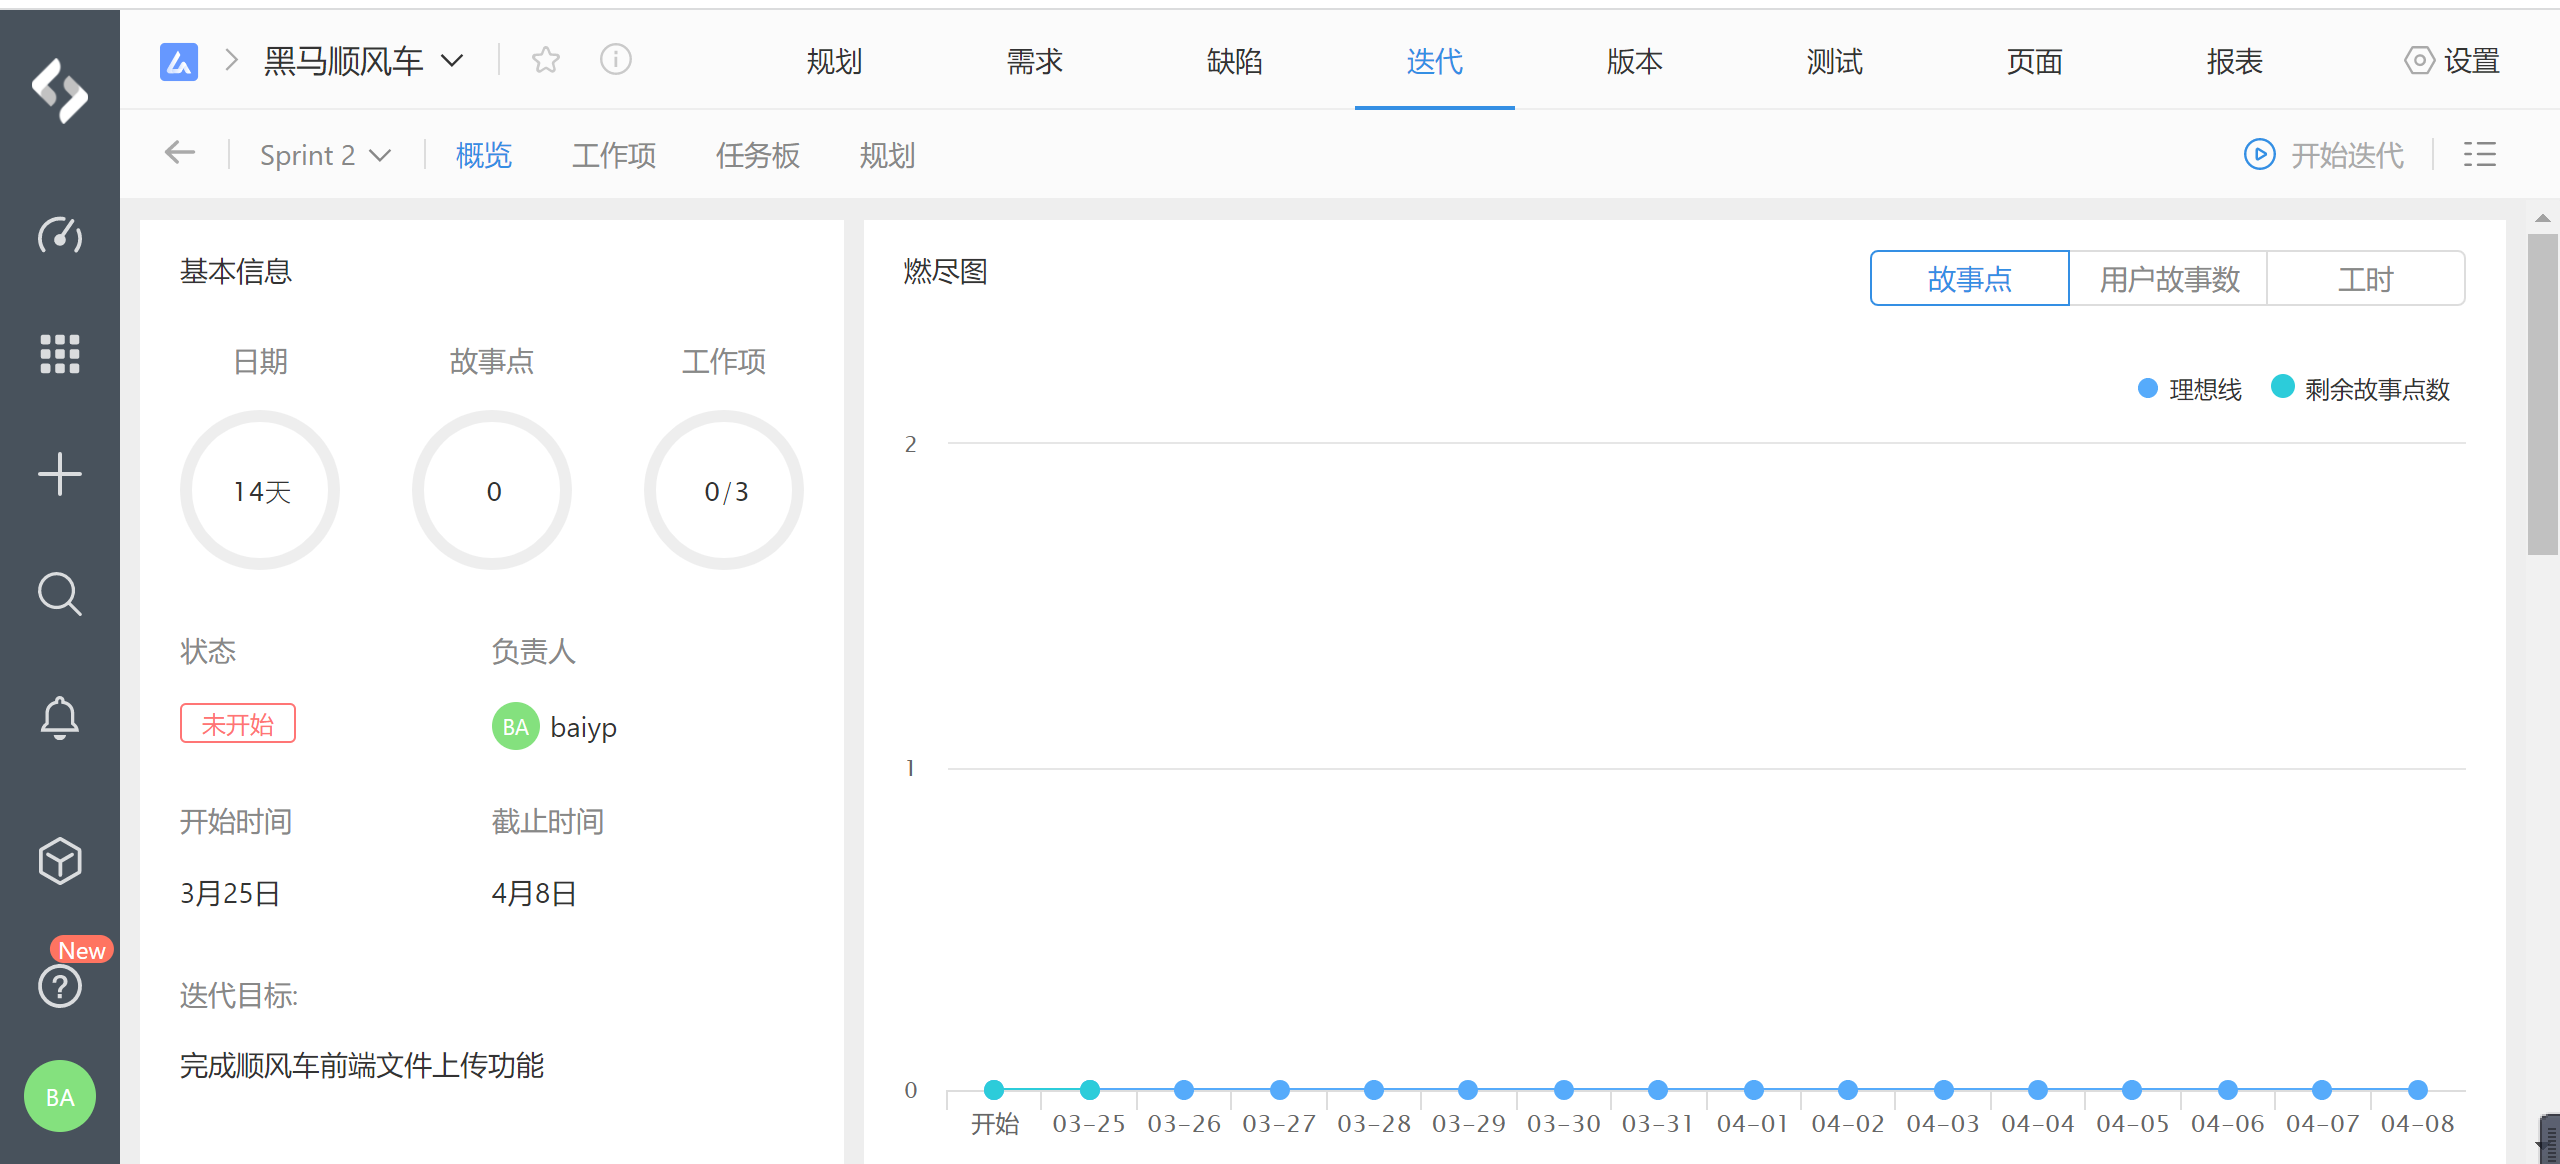 黑马顺风车
规划 需求 缺陷 迭代 版本 测试 页面 报表 设置
Sprint 2 概览 工作项 任务板 规划 开始迭代
基本信息
日期 故事点 工作项
14天 0 0/3
状态 负责人
未开始 BA baiyp
开始时间 截止时间
3月25日 4月8日
迭代目标:
完成顺风车前端文件上传功能
燃尽图
故事点 用户故事数 工时
理想线 剩余故事点数
2
1
0
开始 03-25 03-26 03-27 03-28 03-29 03-30 03-31 04-01 04-02 04-03 04-04 04-05 04-06 04-07 04-08
New
BA